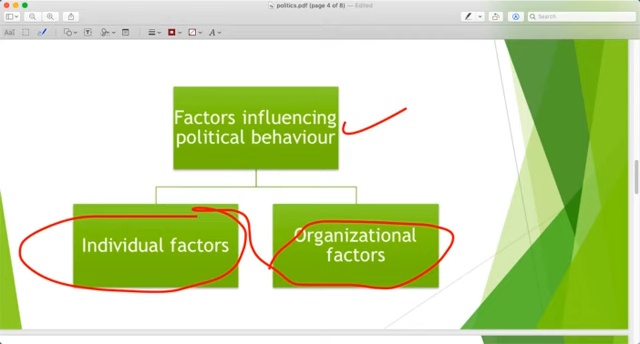 politics.pdf (page 4 of 8) — Edited
Search
Factors influencing
political behaviour
Individual factors
Organizational
factors